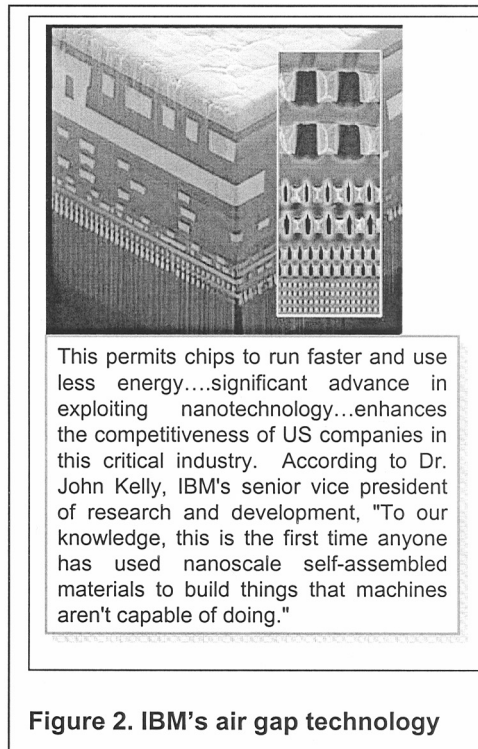 This permits chips to run faster and use
less energy….significant advance in
exploiting nanotechnology…enhances
the competitiveness of US companies in
this critical industry. According to Dr.
John Kelly, IBM's senior vice president
of research and development, "To our
knowledge, this is the first time anyone
has used nanoscale self-assembled
materials to build things that machines
aren't capable of doing."
Figure 2. IBM's air gap technology